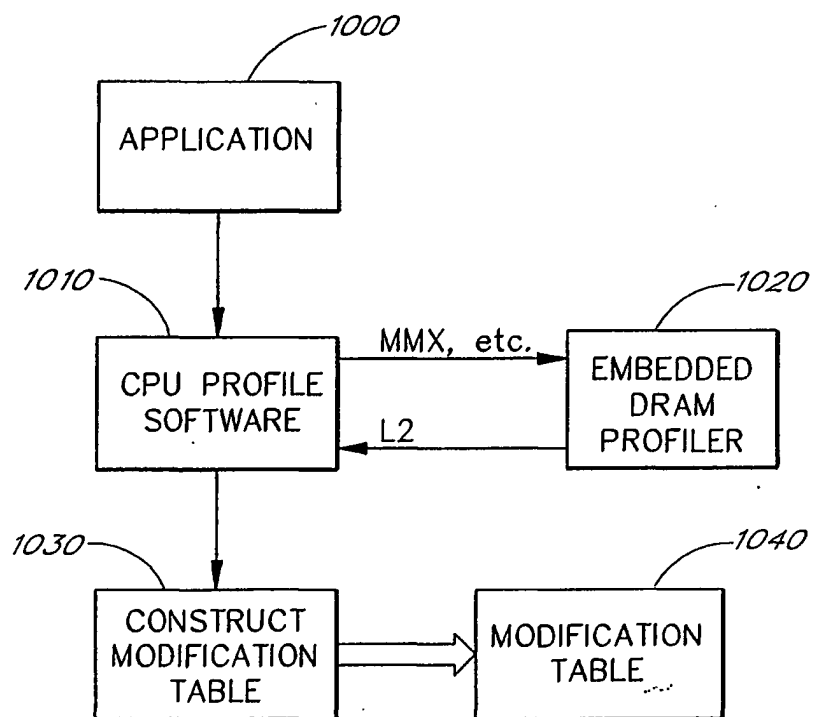 1000
APPLICATION
1010
1020
CPU PROFILE
SOFTWARE
MMX, etc.
L2
EMBEDDED
DRAM
PROFILER
1030
1040
CONSTRUCT
MODIFICATION
TABLE
MODIFICATION
TABLE